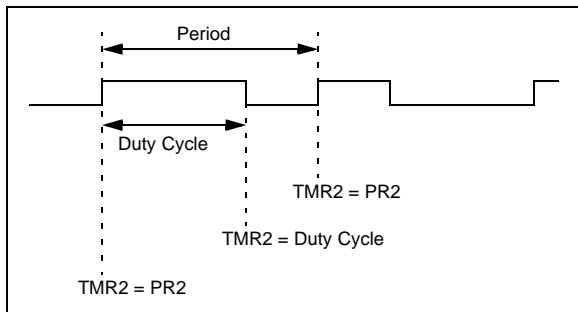 Period
Duty Cycle
TMR2 = PR2
TMR2 = Duty Cycle
TMR2 = PR2